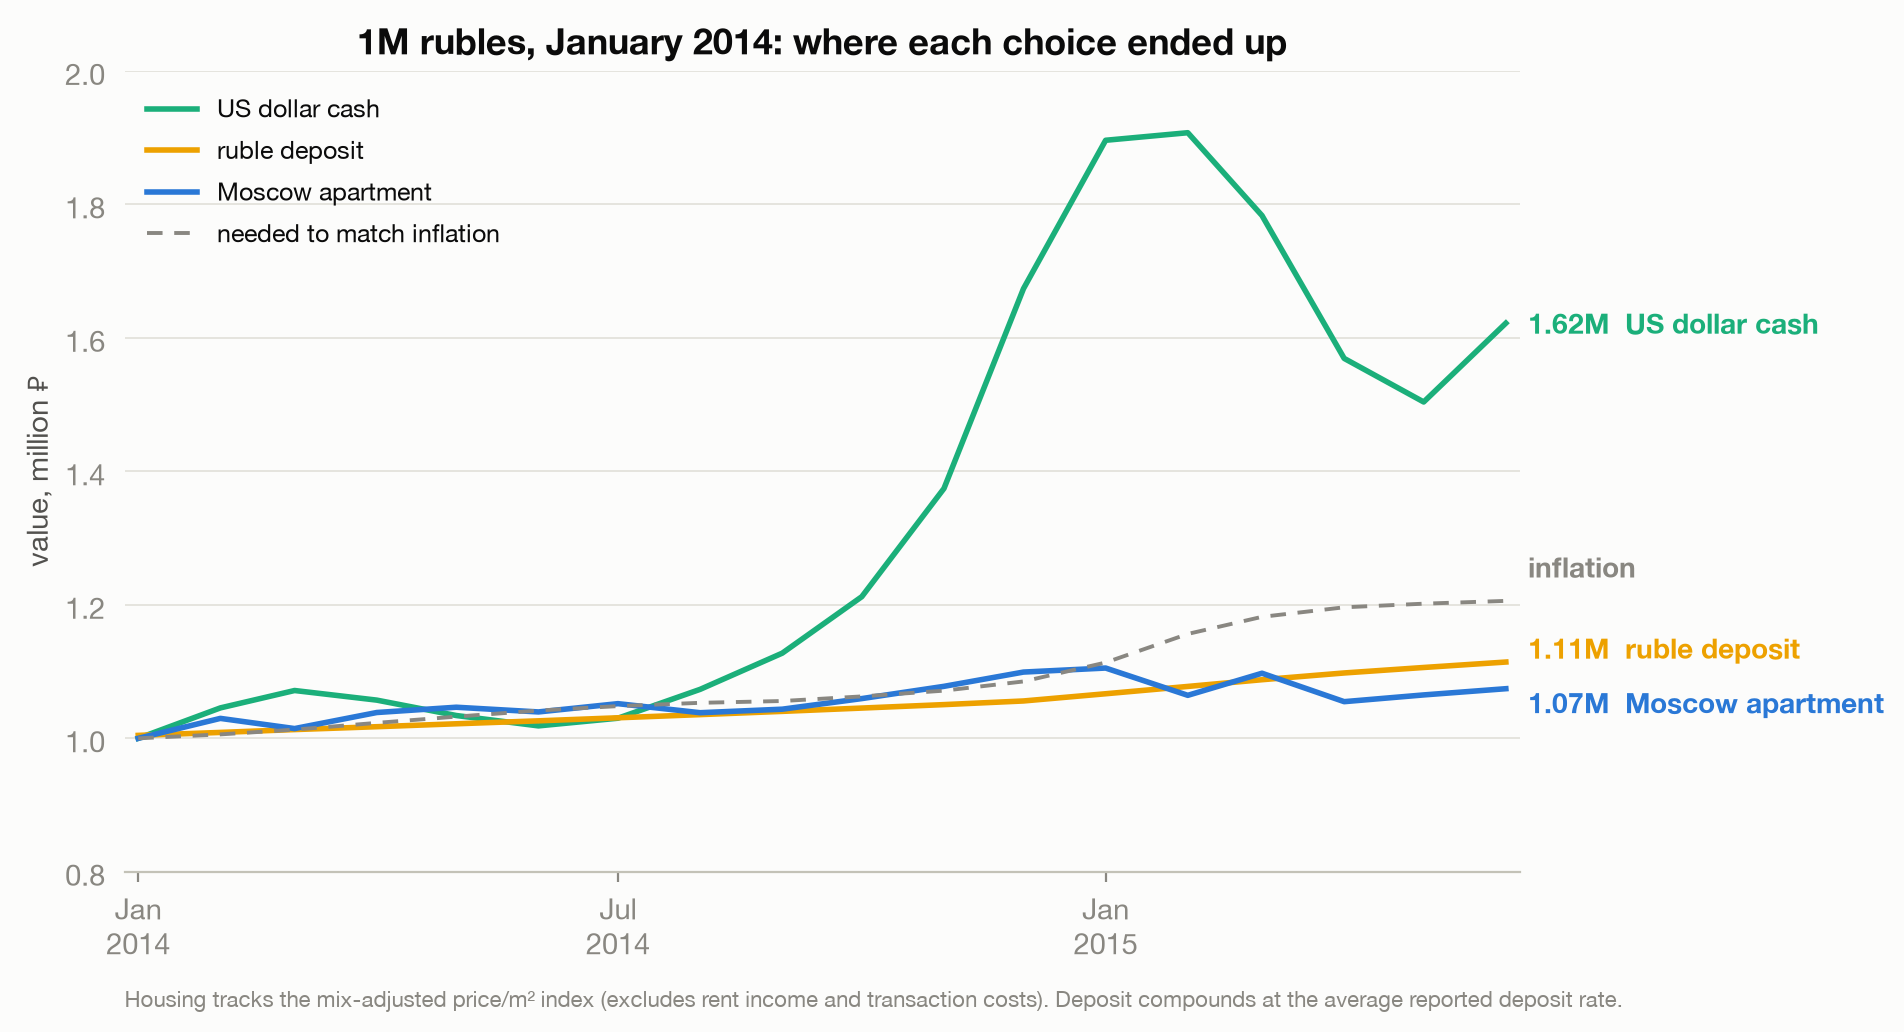 1M rubles, January 2014: where each choice ended up
US dollar cash
ruble deposit
Moscow apartment
needed to match inflation
value, million ₽
2.0
1.8
1.6
1.4
1.2
1.0
0.8
1.62M US dollar cash
inflation
1.11M ruble deposit
1.07M Moscow apartment
Jan
2014
Jul
2014
Jan
2015
Housing tracks the mix-adjusted price/m² index (excludes rent income and transaction costs). Deposit compounds at the average reported deposit rate.